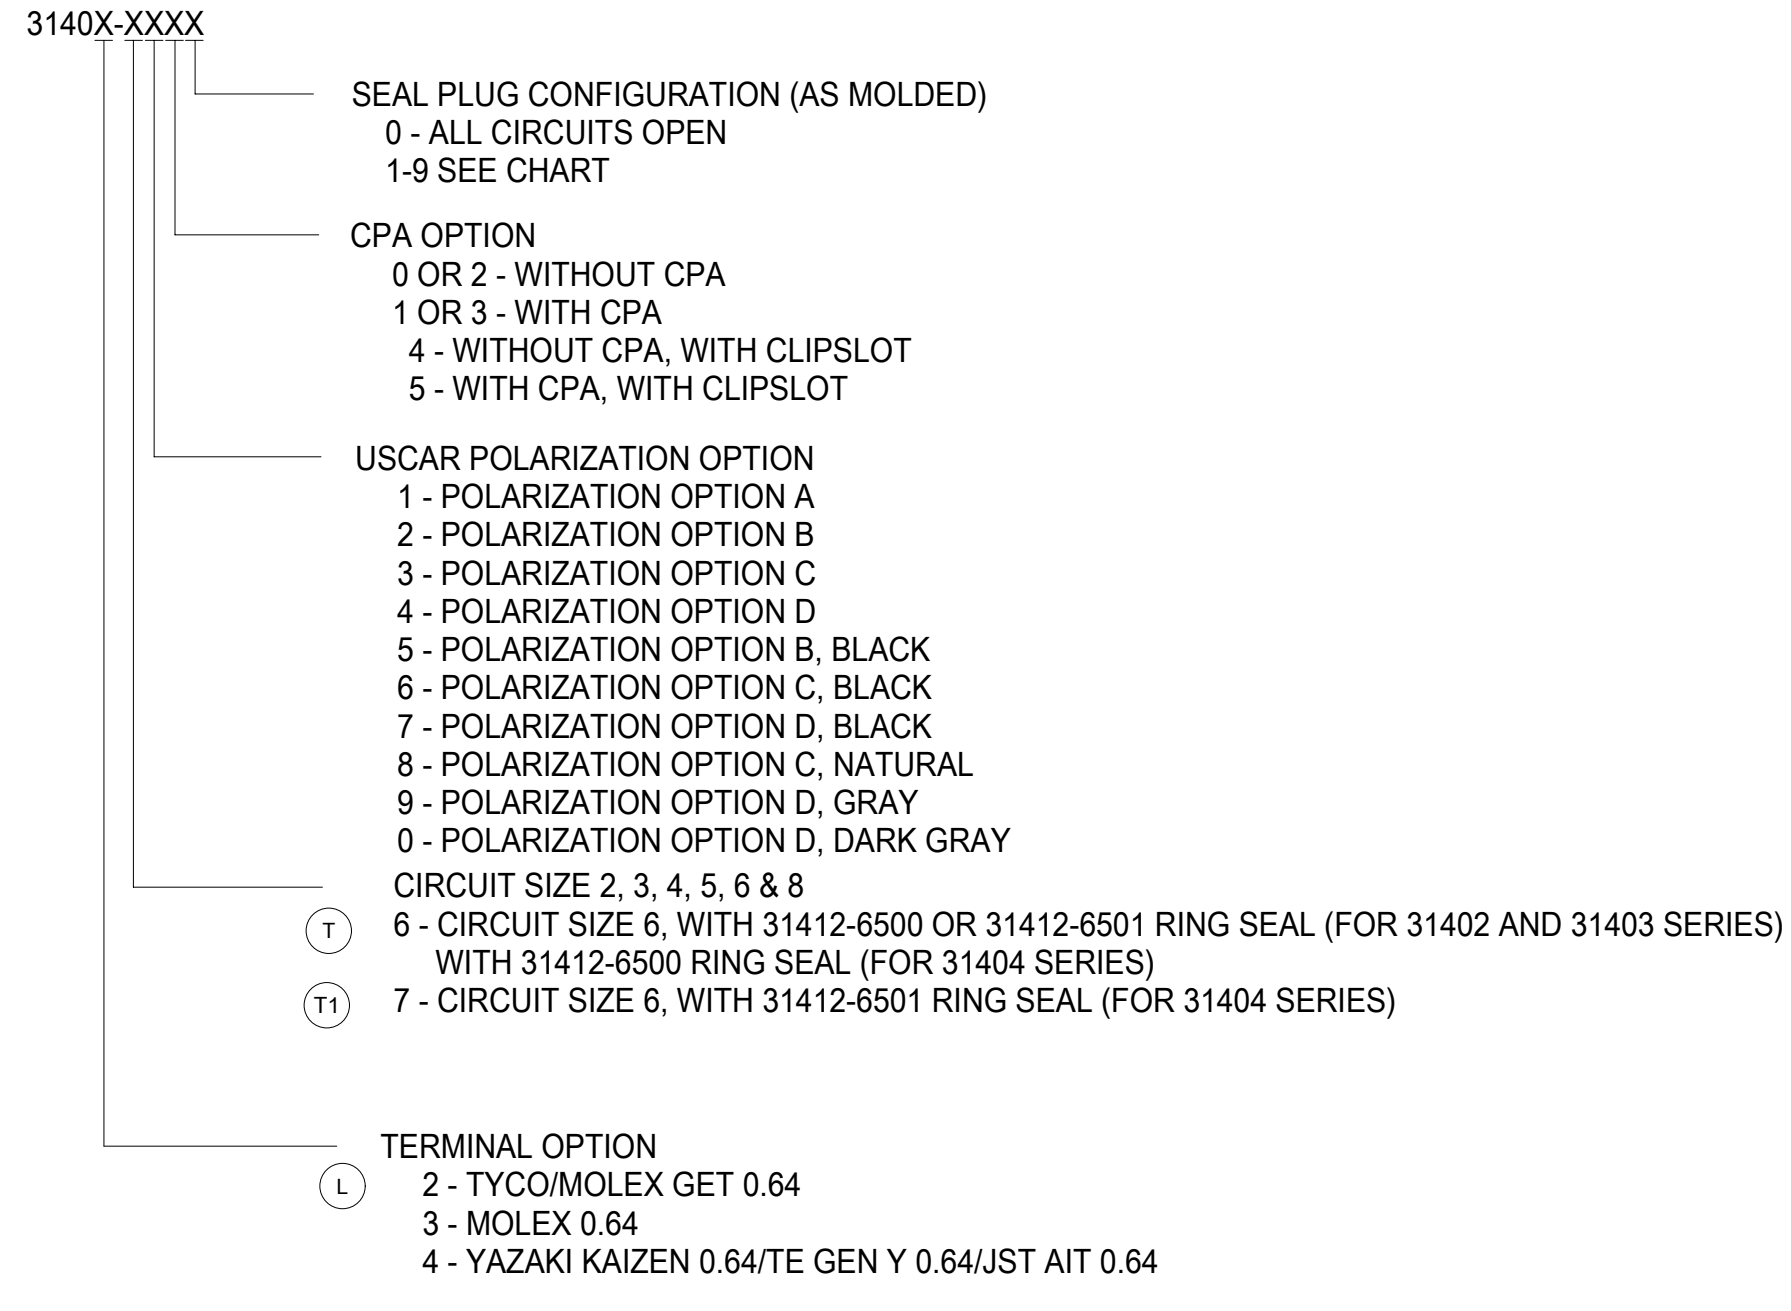 3140X-XXXX
SEAL PLUG CONFIGURATION (AS MOLDED)
0 - ALL CIRCUITS OPEN
1-9 SEE CHART
CPA OPTION
0 OR 2 - WITHOUT CPA
1 OR 3 - WITH CPA
4 - WITHOUT CPA, WITH CLIPSLOT
5 - WITH CPA, WITH CLIPSLOT
USCAR POLARIZATION OPTION
1 - POLARIZATION OPTION A
2 - POLARIZATION OPTION B
3 - POLARIZATION OPTION C
4 - POLARIZATION OPTION D
5 - POLARIZATION OPTION B, BLACK
6 - POLARIZATION OPTION C, BLACK
7 - POLARIZATION OPTION D, BLACK
8 - POLARIZATION OPTION C, NATURAL
9 - POLARIZATION OPTION D, GRAY
0 - POLARIZATION OPTION D, DARK GRAY
CIRCUIT SIZE 2, 3, 4, 5, 6 & 8
T 6 - CIRCUIT SIZE 6, WITH 31412-6500 OR 31412-6501 RING SEAL (FOR 31402 AND 31403 SERIES)
WITH 31412-6500 RING SEAL (FOR 31404 SERIES)
T1 7 - CIRCUIT SIZE 6, WITH 31412-6501 RING SEAL (FOR 31404 SERIES)
TERMINAL OPTION
L 2 - TYCO/MOLEX GET 0.64
3 - MOLEX 0.64
4 - YAZAKI KAIZEN 0.64/TE GEN Y 0.64/JST AIT 0.64